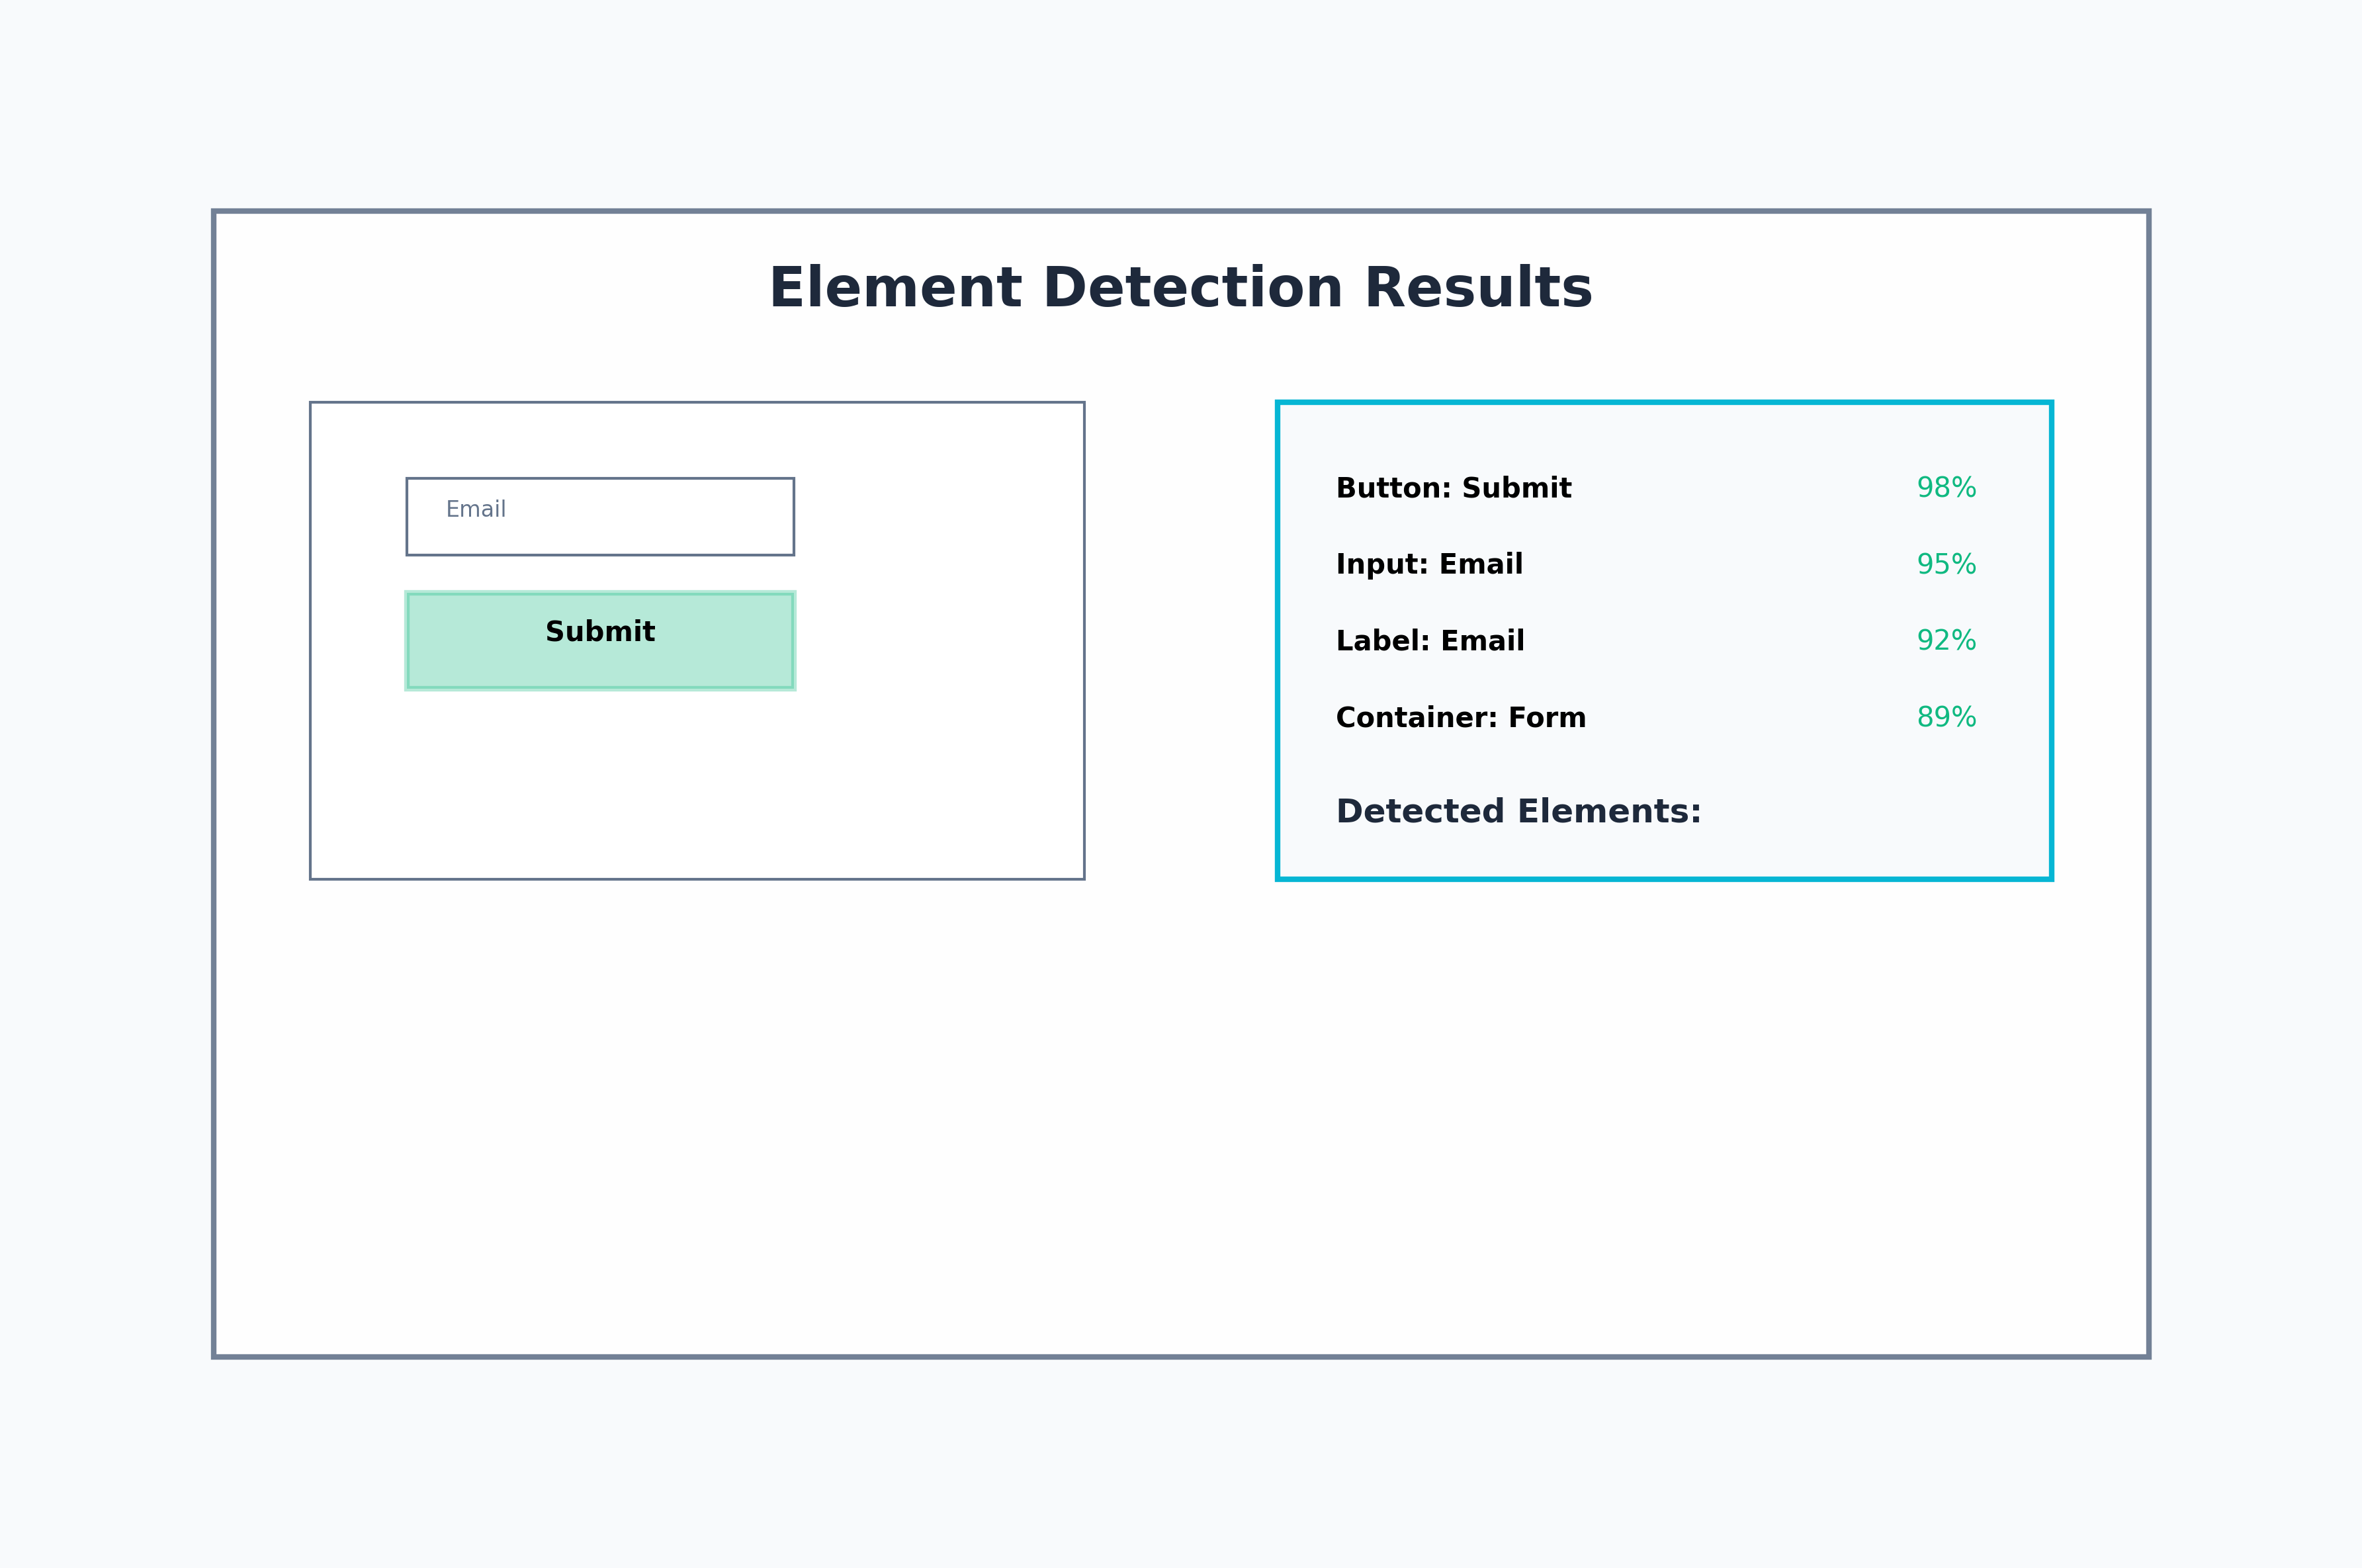 Element Detection Results
Email
Submit
Button: Submit 98%
Input: Email 95%
Label: Email 92%
Container: Form 89%
Detected Elements: